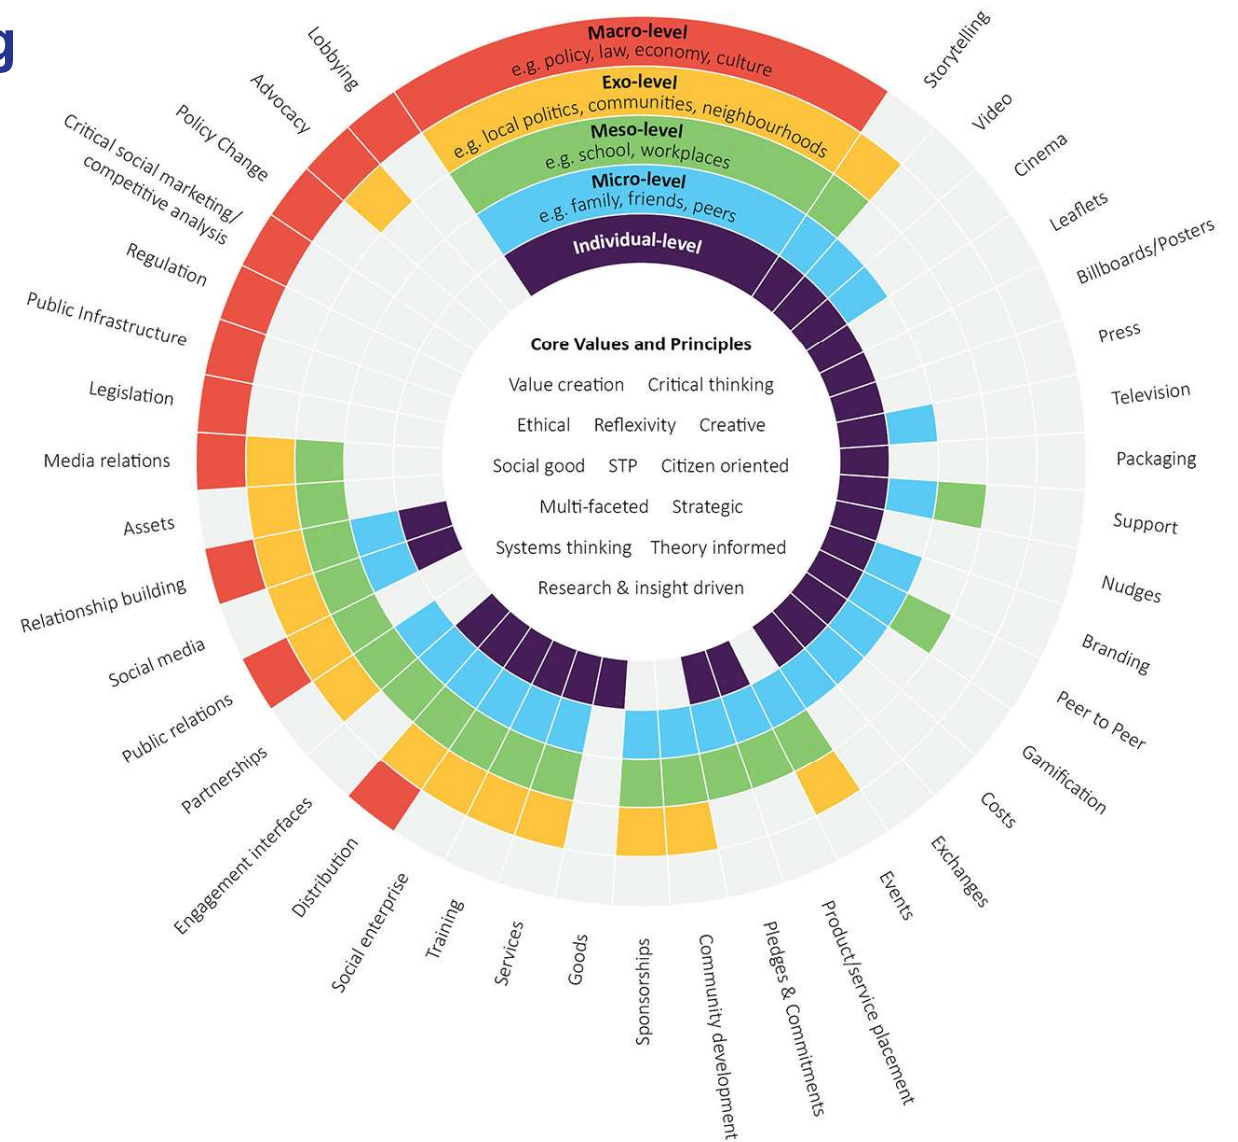 g
Macro-level
e.g. policy, law, economy, culture
Exo-level
e.g. local politics, communities, neighbourhoods
Meso-level
e.g. school, workplaces
Micro-level
e.g. family, friends, peers
Individual-level
Core Values and Principles
Value creation Critical thinking
Ethical Reflexivity Creative
Social good STP Citizen oriented
Multi-faceted Strategic
Systems thinking Theory informed
Research & insight driven
Storytelling
Video
Cinema
Leaflets
Billboards/Posters
Press
Television
Packaging
Support
Nudges
Branding
Peer to Peer
Gamification
Costs
Exchanges
Events
Product/service placement
Pledges & Commitments
Community development
Sponsorships
Goods
Services
Training
Social enterprise
Distribution
Engagement interfaces
Partnerships
Public relations
Social media
Relationship building
Assets
Media relations
Legislation
Public Infrastructure
Regulation
Critical social marketing/
competitive analysis
Policy Change
Advocacy
Lobbying